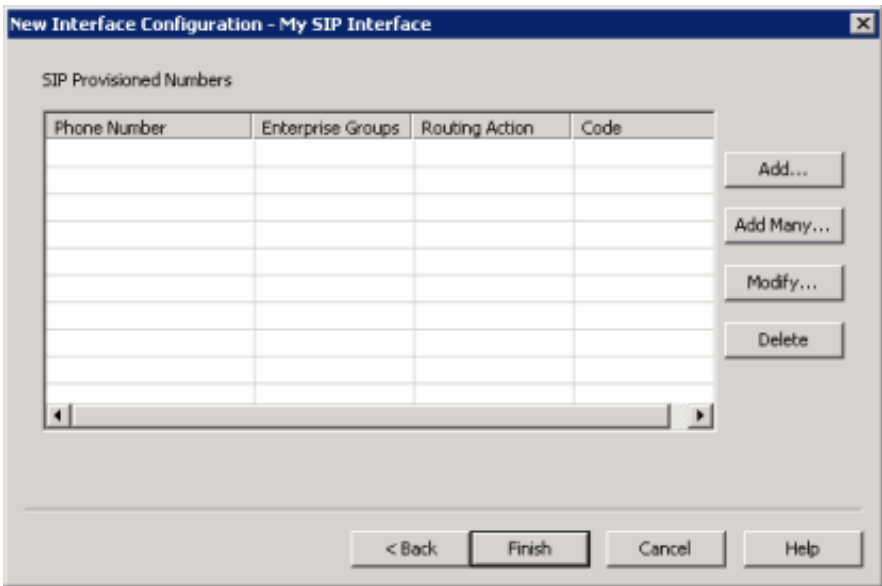 New Interface Configuration - My SIP Interface
SIP Provisioned Numbers
Phone Number Enterprise Groups Routing Action Code
Add...
Add Many...
Modify...
Delete
< Back Finish Cancel Help